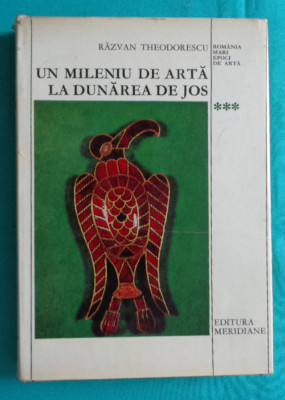 RĂZVAN THEODORESCU
UN MILENIU DE ARTĂ
LA DUNĂREA DE JOS
ROMÂNIA
MARI
EPOCI
DE ARTĂ
***
EDITURA
MERIDIANE